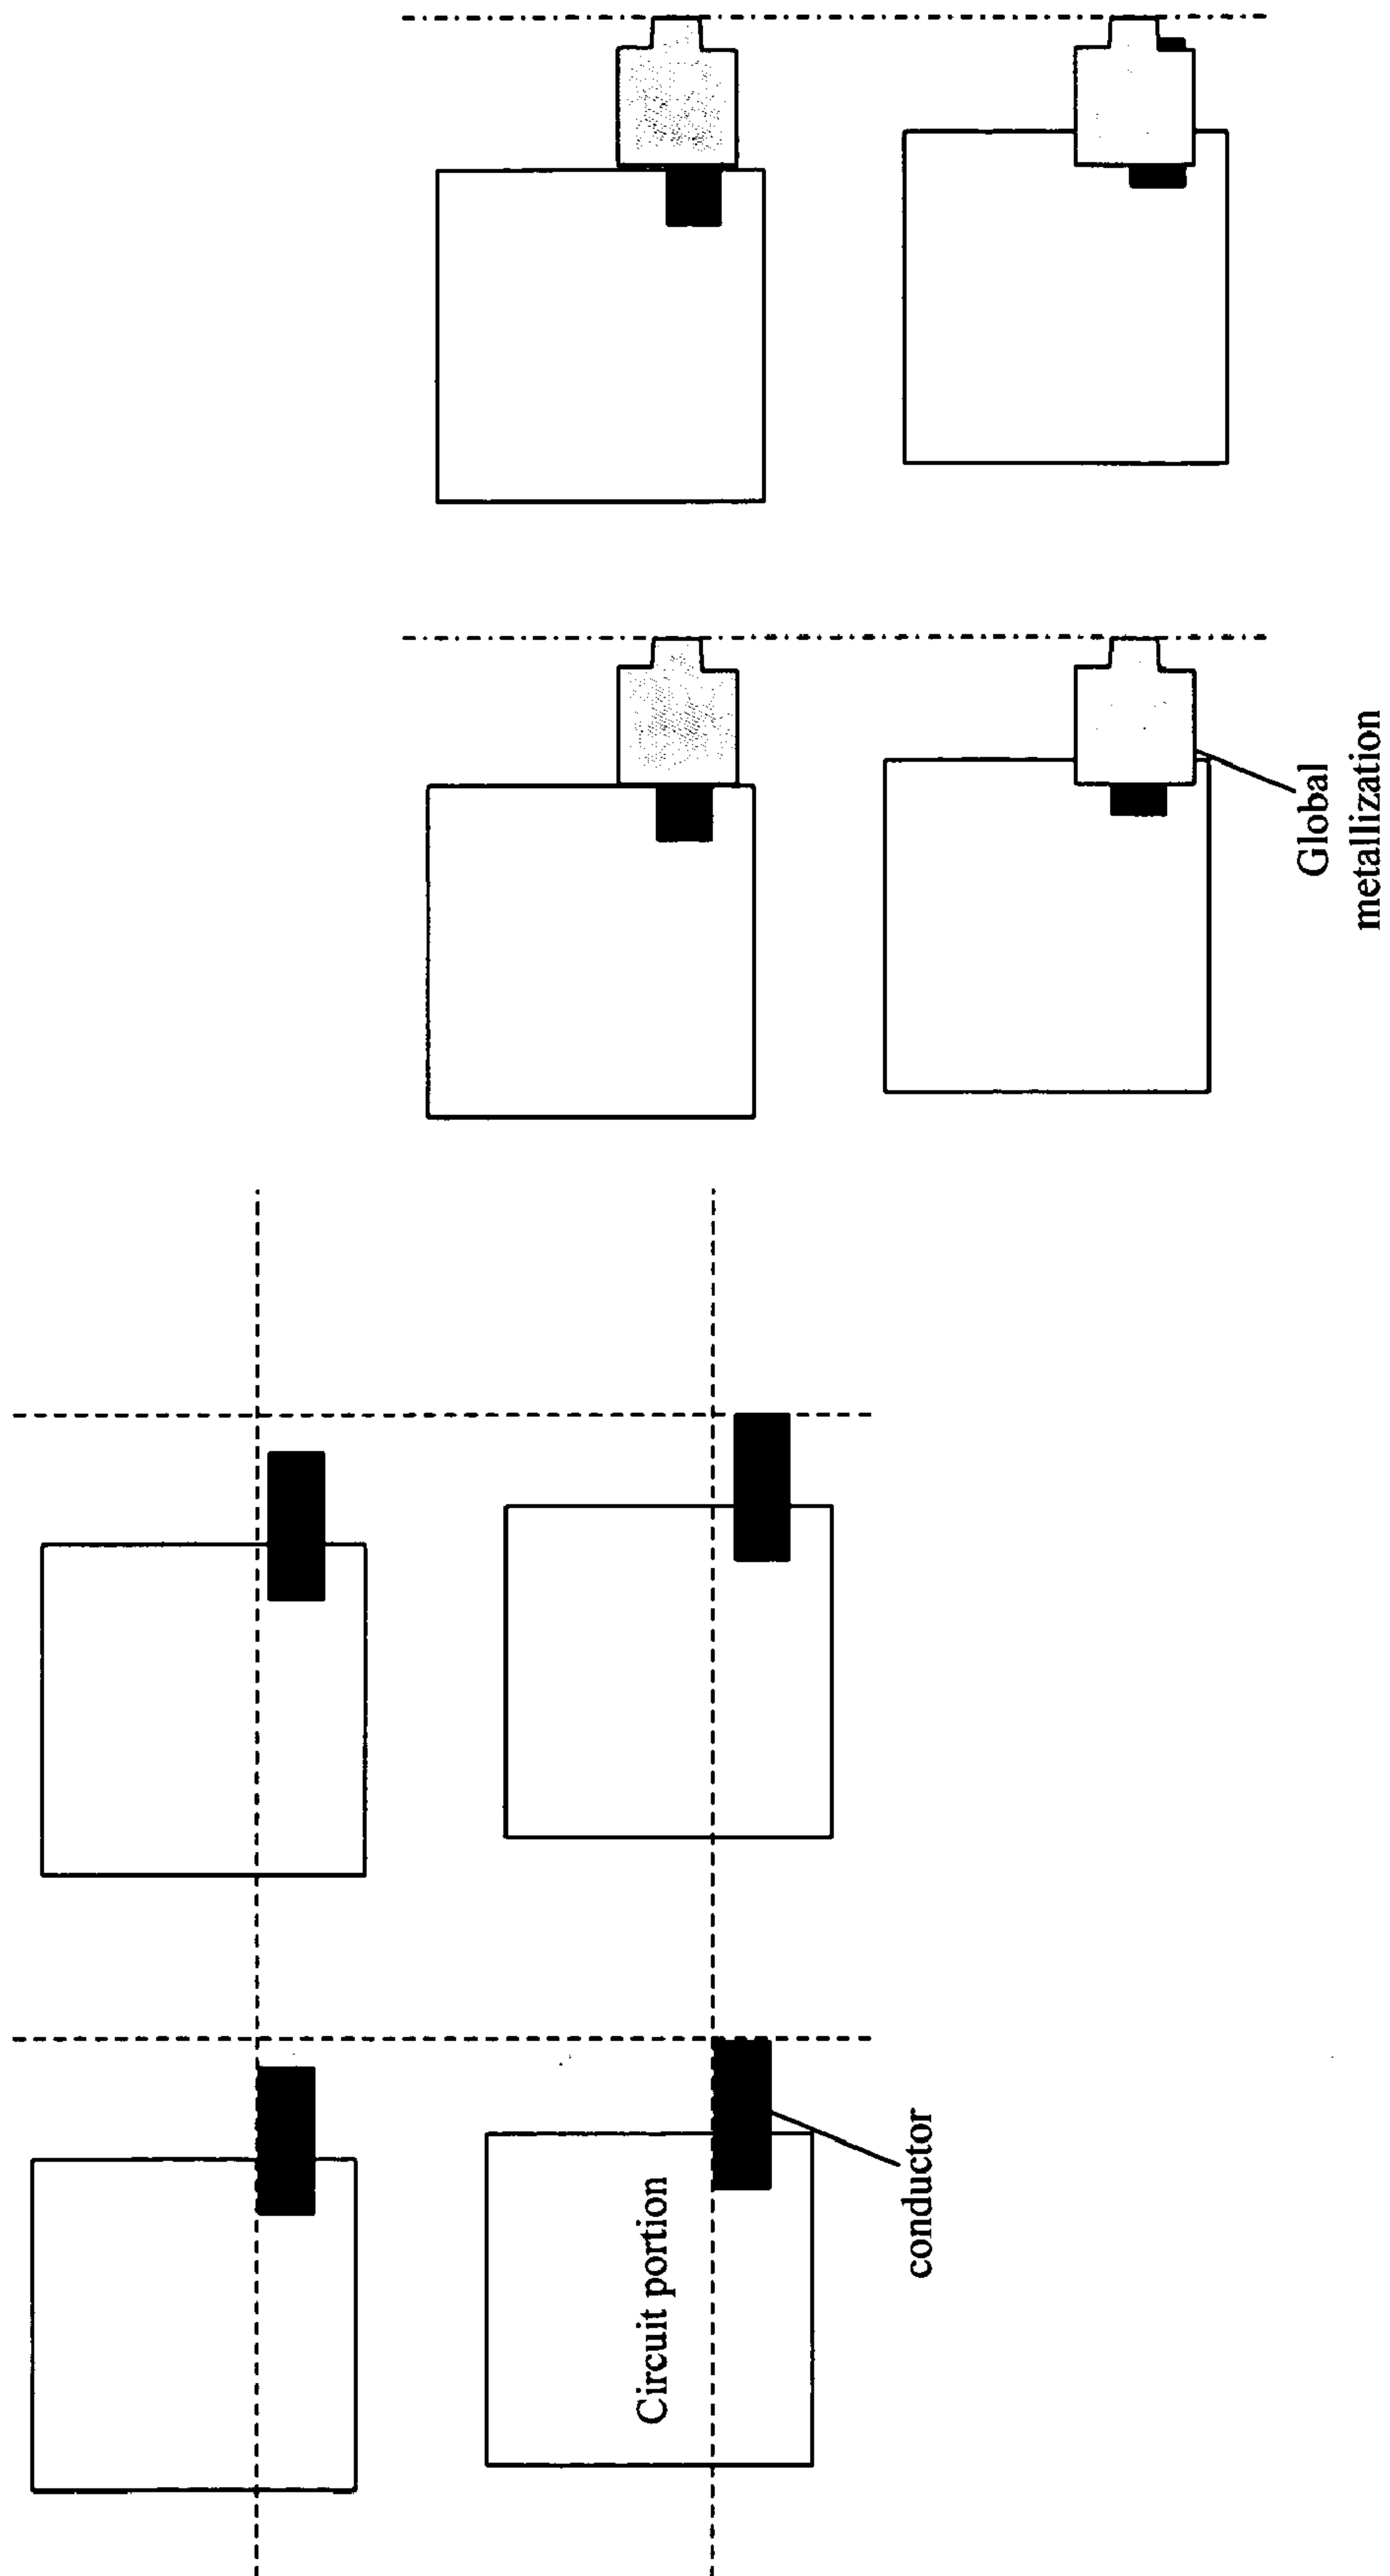 Circuit portion
conductor
Global
metallization